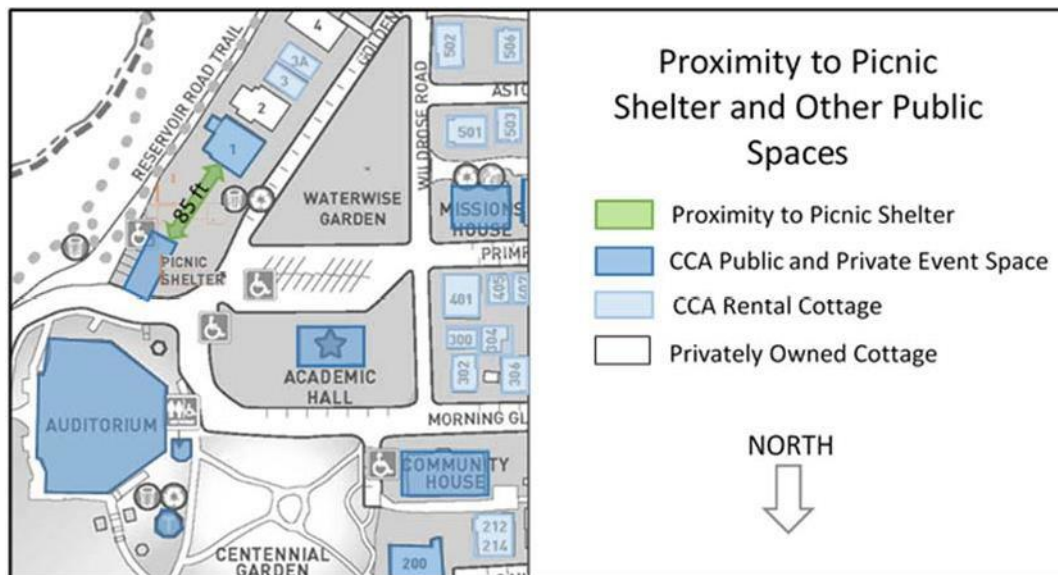 4
GOLDEN
RESERVOIR ROAD TRAIL
3A
3
2
1
85 ft
WATERWISE
GARDEN
WILDROSE ROAD
502
506
501
503
MISSIONS
HOUSE
PICNIC
SHELTER
401
405
300
304
302
306
ACADEMIC
HALL
AUDITORIUM
MORNING GL
COMMUNITY
HOUSE
CENTENNIAL
GARDEN
200
212
214
Proximity to Picnic
Shelter and Other Public
Spaces
Proximity to Picnic Shelter
CCA Public and Private Event Space
CCA Rental Cottage
Privately Owned Cottage
NORTH